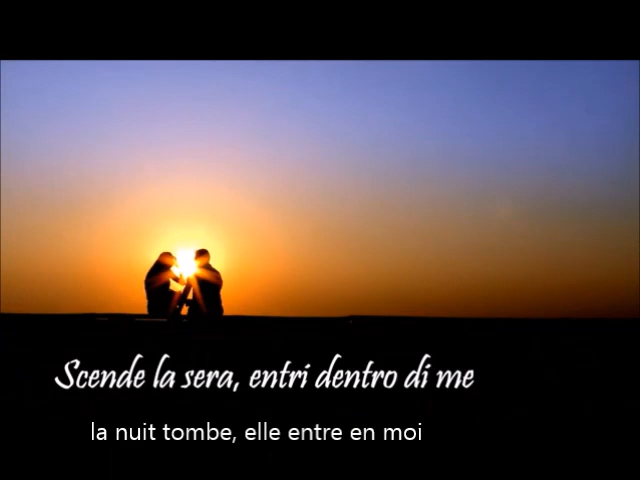 Scende la sera, entri dentro di me
la nuit tombe, elle entre en moi